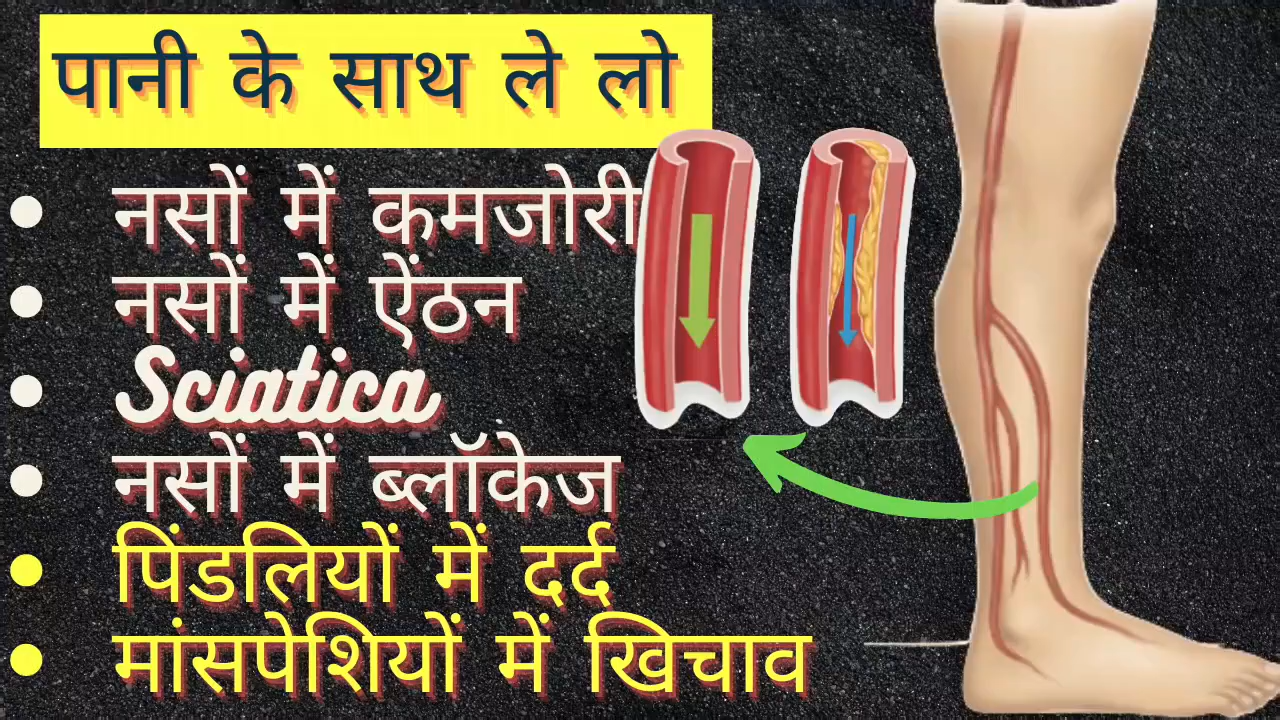 पानी के साथ ले लो
नसों में कमजोरी
नसों में ऐंठन
Sciatica
नसों में ब्लॉकेज
पिंडलियों में दर्द
मांसपेशियों में खिचाव